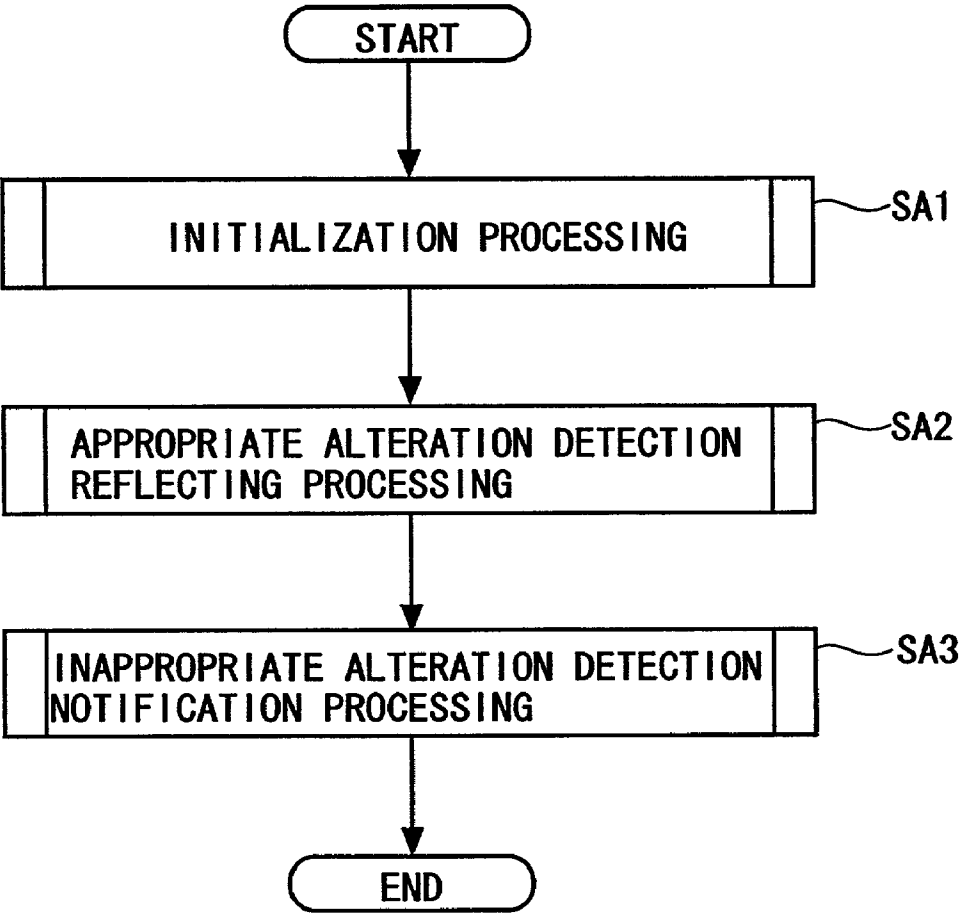 START
INITIALIZATION PROCESSING
SA1
APPROPRIATE ALTERATION DETECTION
REFLECTING PROCESSING
SA2
INAPPROPRIATE ALTERATION DETECTION
NOTIFICATION PROCESSING
SA3
END